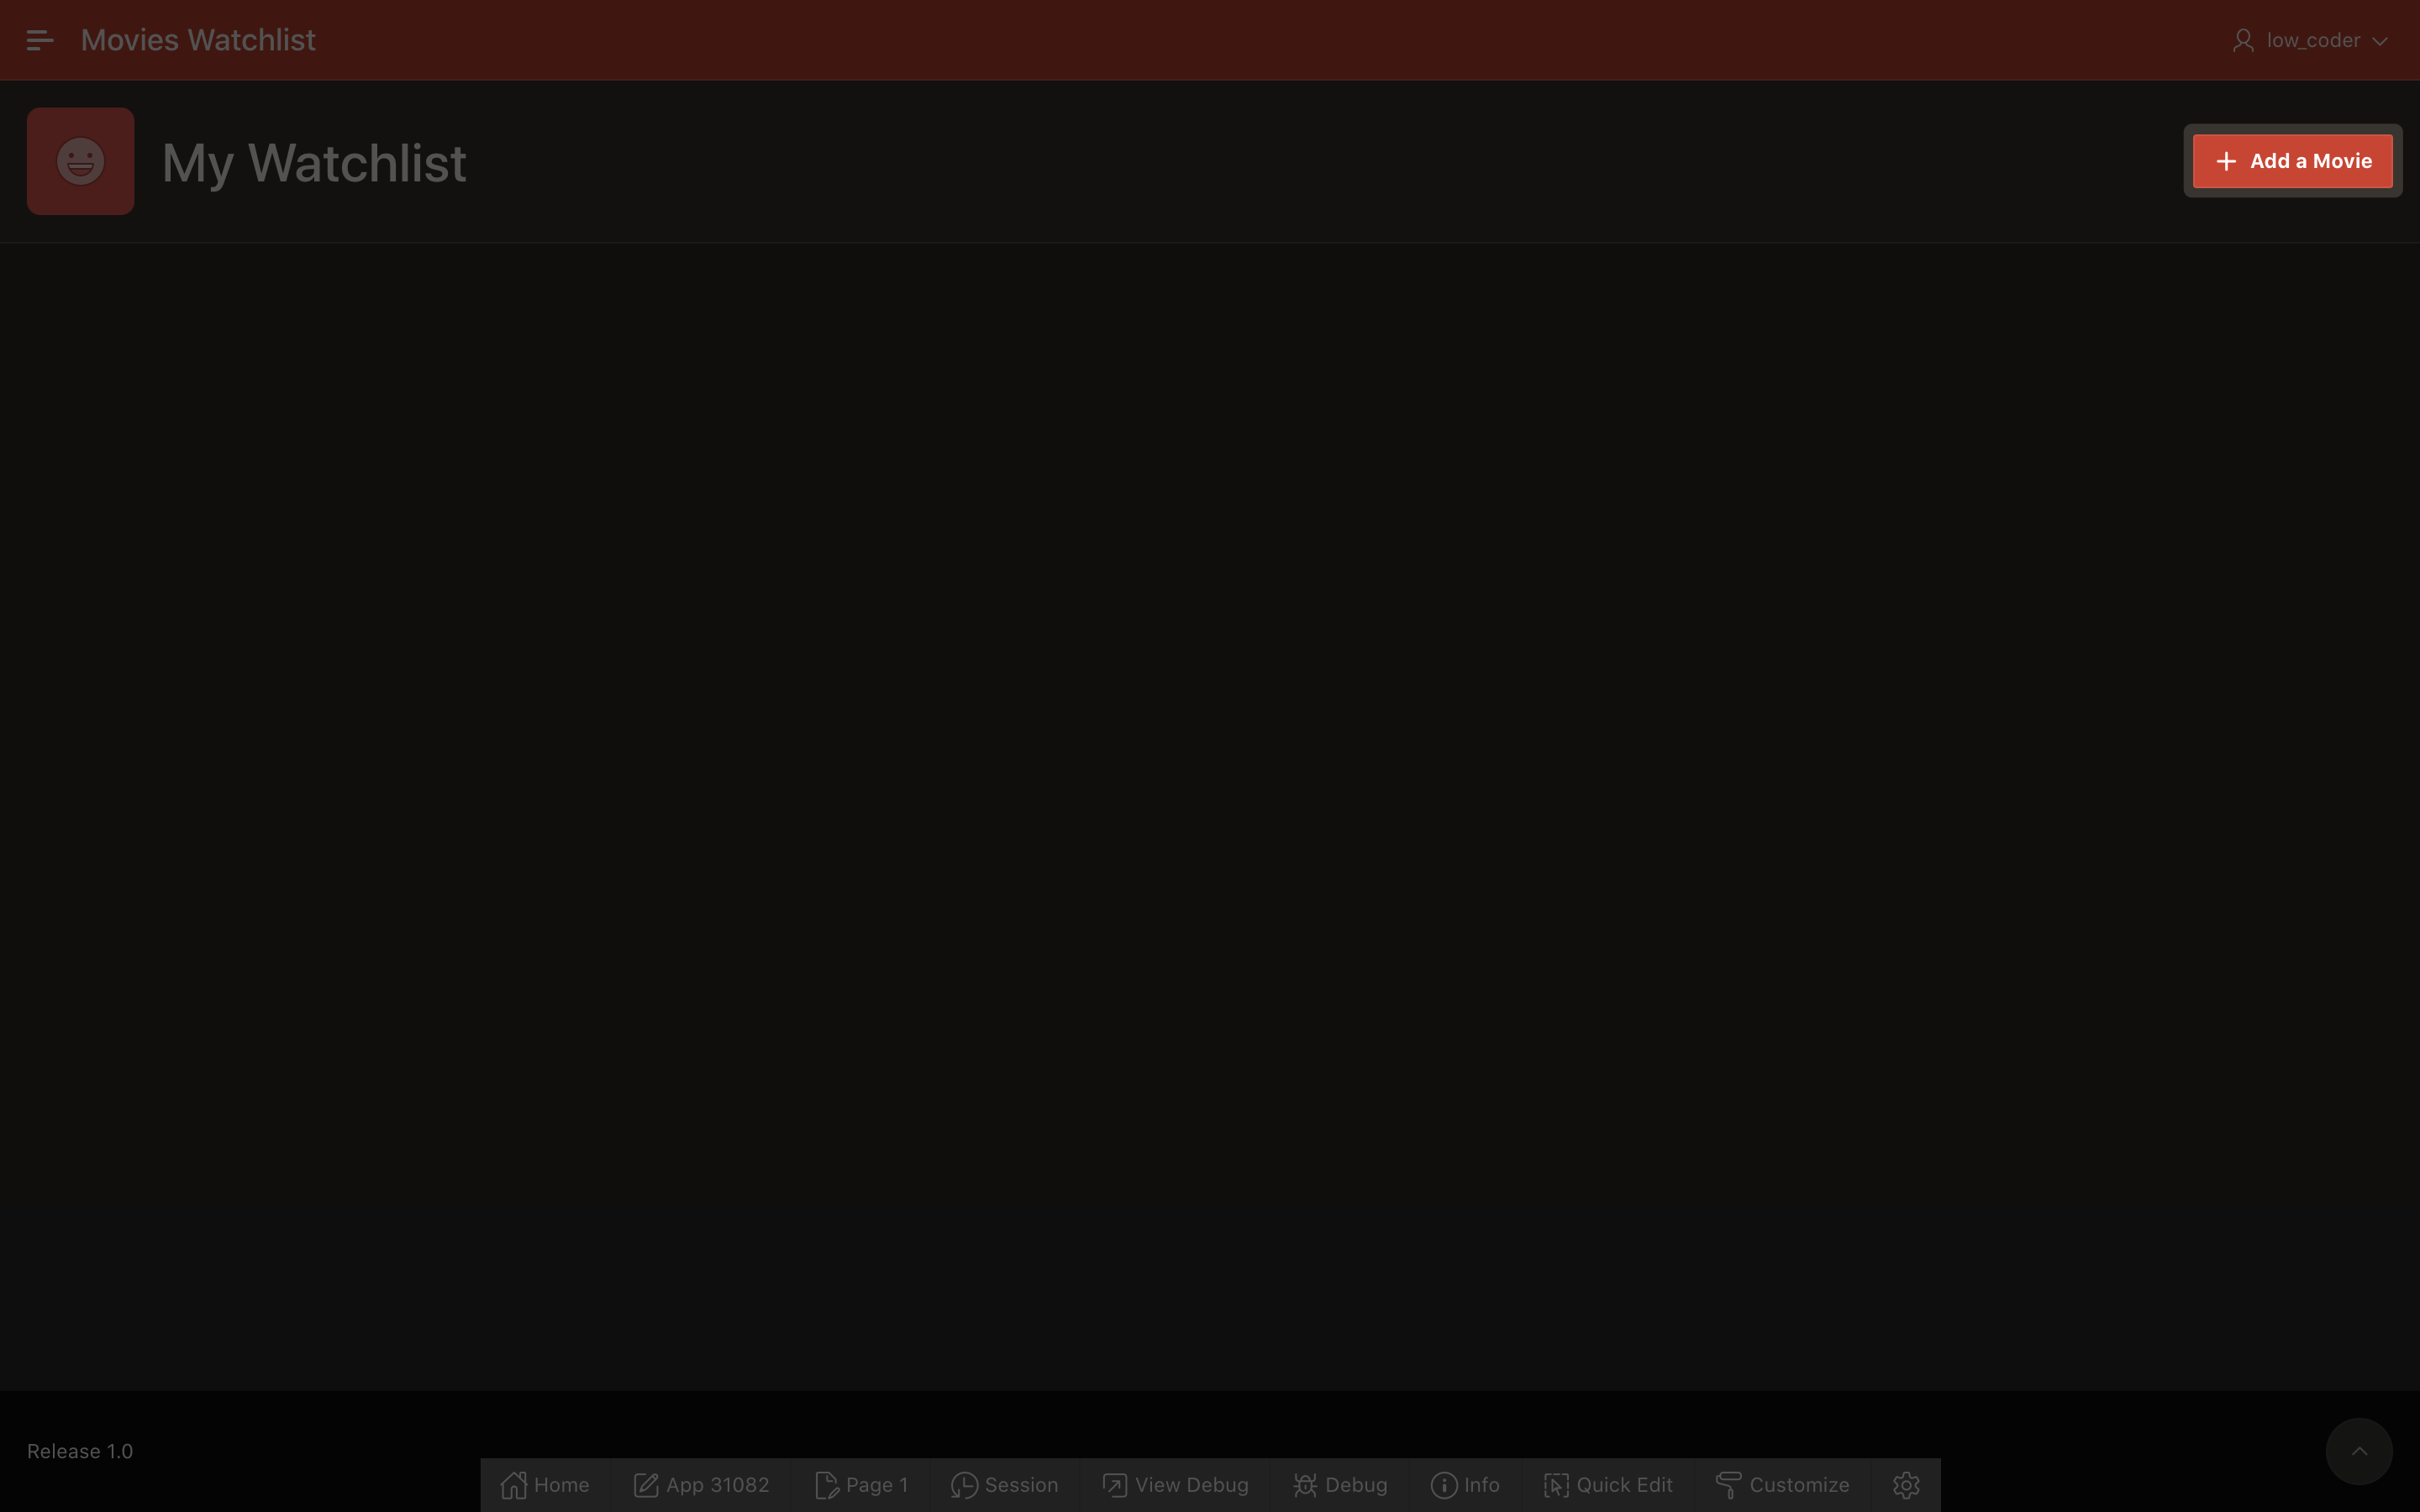 Movies Watchlist
low_coder
My Watchlist
Add a Movie
Release 1.0
Home App 31082 Page 1 Session View Debug Debug Info Quick Edit Customize